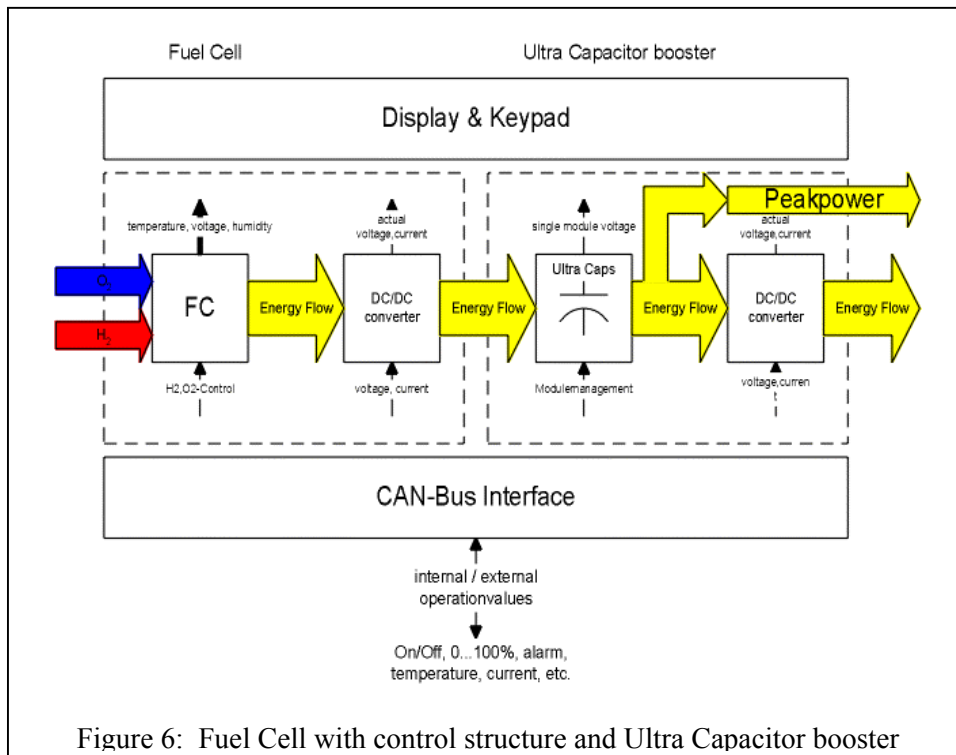 Fuel Cell
Ultra Capacitor booster
Display & Keypad
Peakpower
temperature, voltage, humidity
actual
voltage,current
single module voltage
actual
voltage,current
O2
H2
FC
Energy Flow
DC/DC
converter
Energy Flow
Ultra Caps
Energy Flow
DC/DC
converter
Energy Flow
H2,O2-Control
voltage, current
Modulemanagement
voltage,curren
t
CAN-Bus Interface
internal / external
operationvalues
On/Off, 0...100%, alarm,
temperature, current, etc.
Figure 6: Fuel Cell with control structure and Ultra Capacitor booster